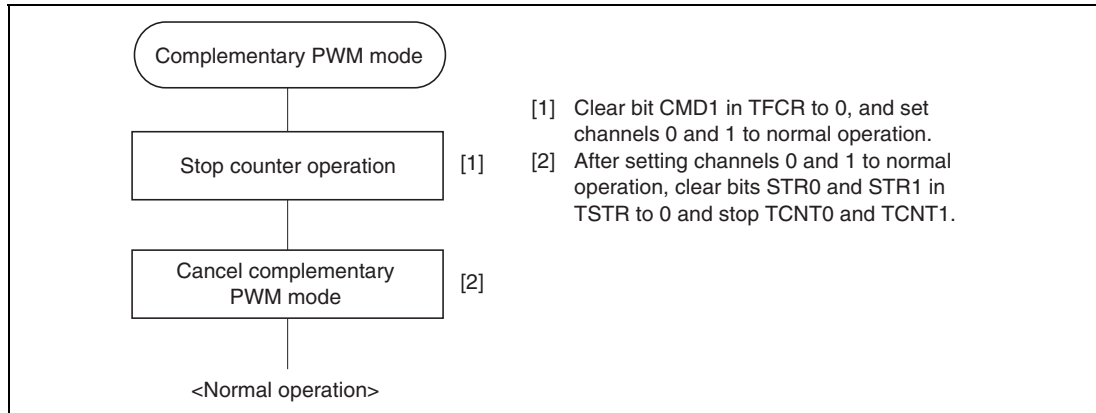 Complementary PWM mode
Stop counter operation
[1]
Cancel complementary
PWM mode
[2]
<Normal operation>
[1] Clear bit CMD1 in TFCR to 0, and set
channels 0 and 1 to normal operation.
[2] After setting channels 0 and 1 to normal
operation, clear bits STR0 and STR1 in
TSTR to 0 and stop TCNT0 and TCNT1.